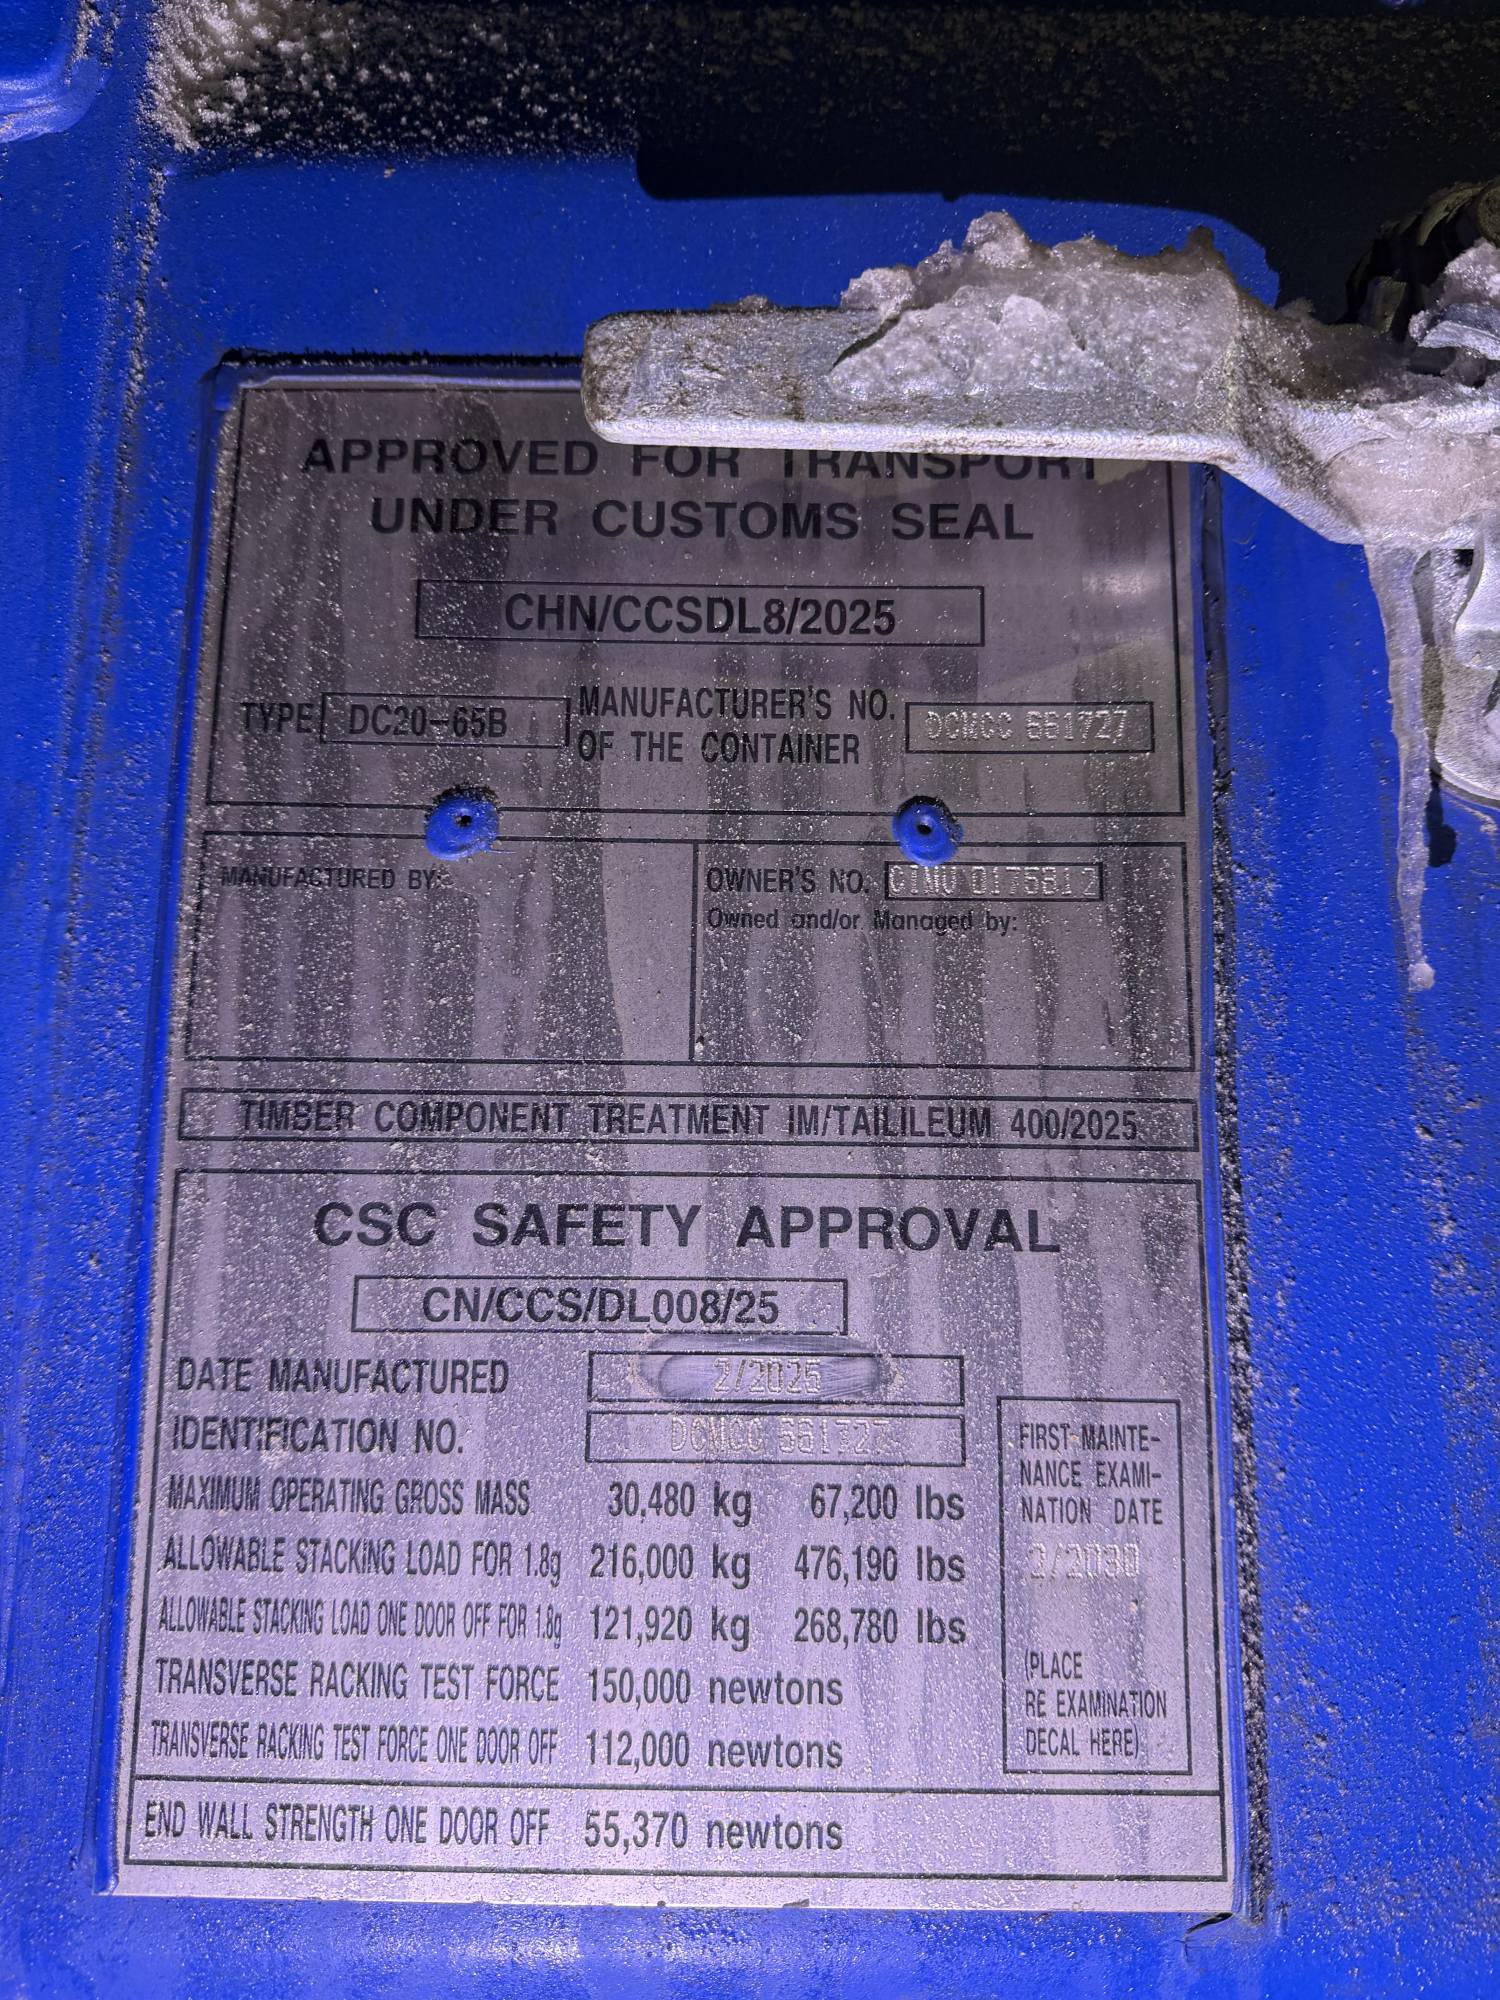 APPROVED FOR TRANSPORT
UNDER CUSTOMS SEAL
CHN/CCSDL8/2025
TYPE DC20-65B
MANUFACTURER'S NO.
OF THE CONTAINER
DCMCC 661727
MANUFACTURED BY:
OWNER'S NO.
Owned and/or Managed by:
TIMBER COMPONENT TREATMENT IM/TAILILEUM 400/2025
CSC SAFETY APPROVAL
CN/CCS/DL008/25
DATE MANUFACTURED 2/2025
IDENTIFICATION NO. DCMCC 661727
MAXIMUM OPERATING GROSS MASS 30,480 kg 67,200 lbs
ALLOWABLE STACKING LOAD FOR 1.8g 216,000 kg 476,190 lbs
ALLOWABLE STACKING LOAD ONE DOOR OFF FOR 1.8g 121,920 kg 268,780 lbs
TRANSVERSE RACKING TEST FORCE 150,000 newtons
TRANSVERSE RACKING TEST FORCE ONE DOOR OFF 112,000 newtons
END WALL STRENGTH ONE DOOR OFF 55,370 newtons
FIRST MAINTE-
NANCE EXAMI-
NATION DATE
2/2030
(PLACE
RE EXAMINATION
DECAL HERE)